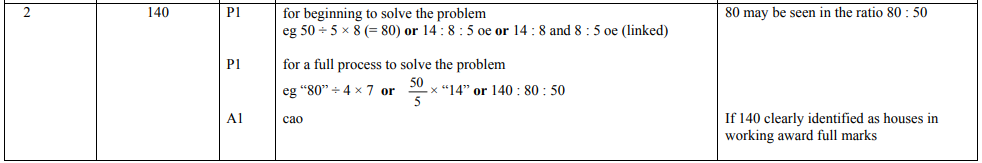 2 140 P1 for beginning to solve the problem 80 may be seen in the ratio 80 : 50
eg 50 ÷ 5 × 8 (= 80) or 14 : 8 : 5 oe or 14 : 8 and 8 : 5 oe (linked)
P1 for a full process to solve the problem
eg “80” ÷ 4 × 7 or 50/5 × “14” or 140 : 80 : 50
A1 cao If 140 clearly identified as houses in
working award full marks